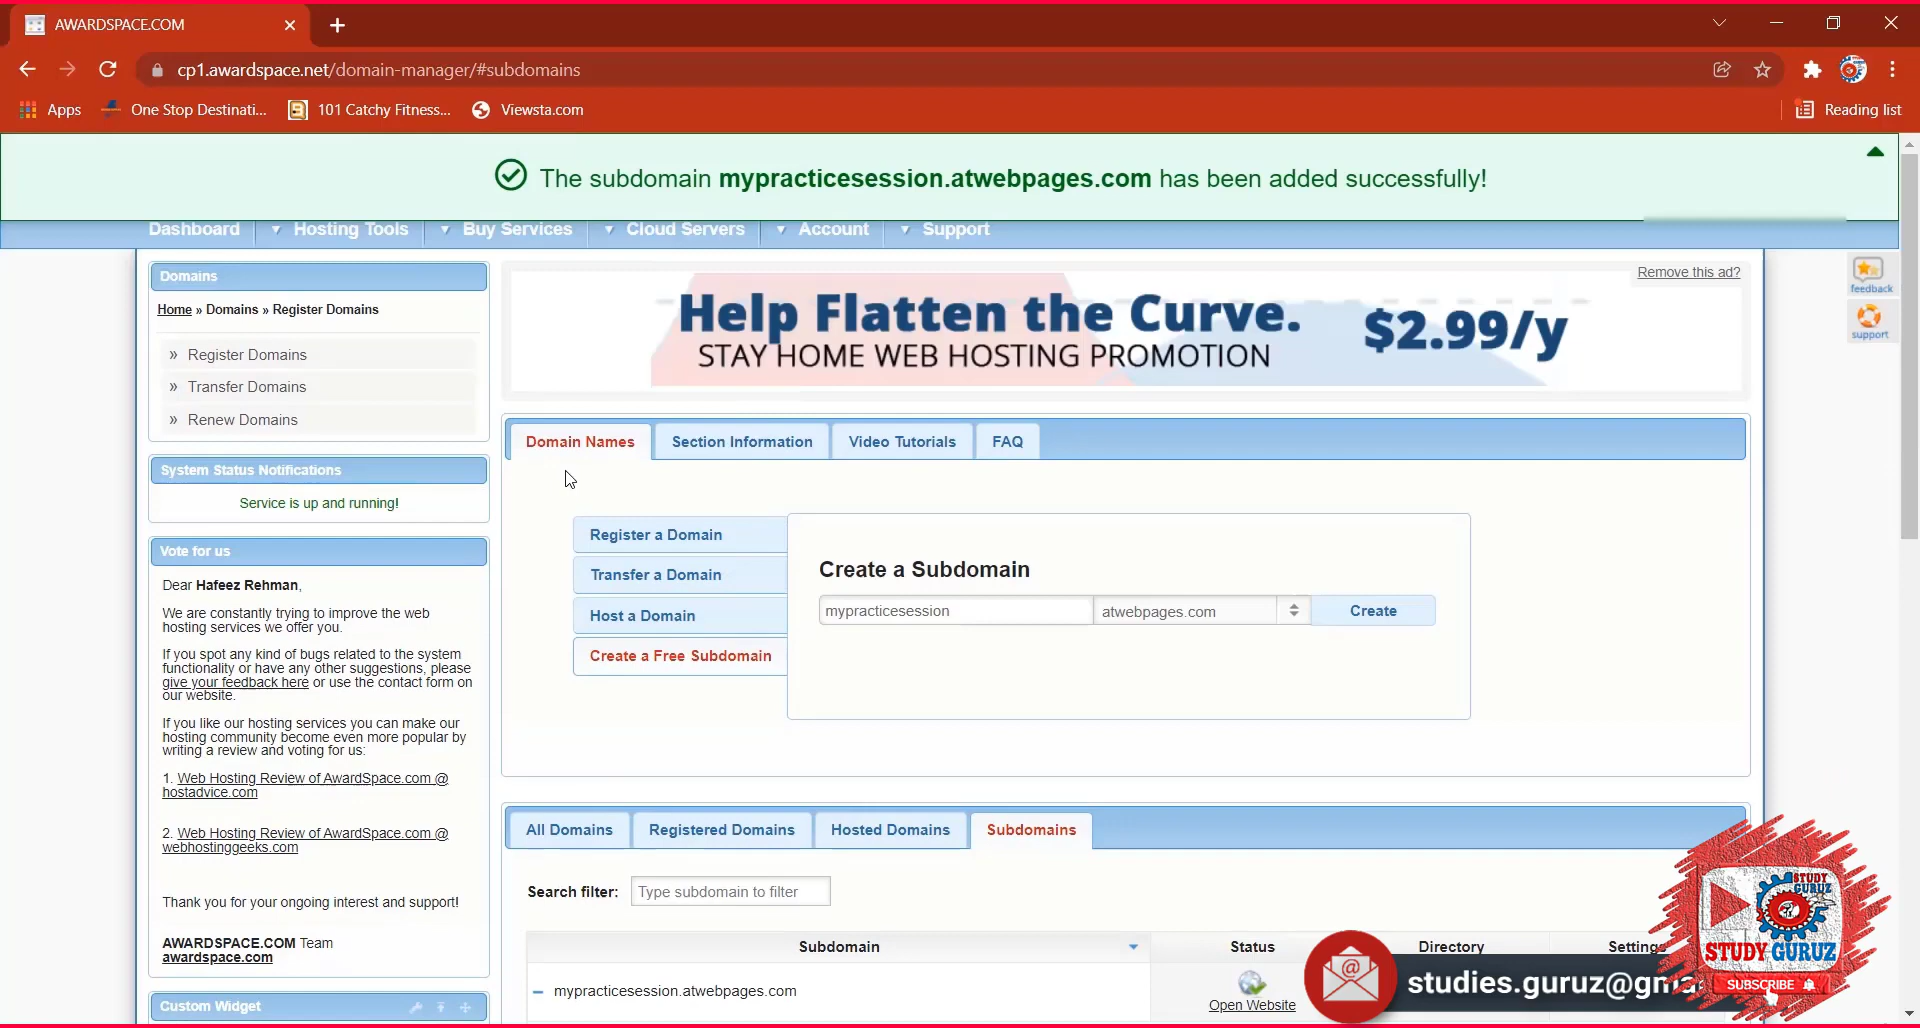 AWARDSPACE.COM
cp1.awardspace.net/domain-manager/#subdomains
Apps
One Stop Destinati...
101 Catchy Fitness...
Viewsta.com
Reading list
The subdomain mypracticesession.atwebpages.com has been added successfully!
Dashboard
Hosting Tools
Buy Services
Cloud Servers
Account
Support
Domains
Home » Domains » Register Domains
» Register Domains
» Transfer Domains
» Renew Domains
System Status Notifications
Service is up and running!
Vote for us
Dear Hafeez Rehman,
We are constantly trying to improve the web
hosting services we offer you.
If you spot any kind of bugs related to the system
functionality or have any other suggestions, please
give your feedback here or use the contact form on
our website.
If you like our hosting services you can make our
hosting community become even more popular by
writing a review and voting for us:
1. Web Hosting Review of AwardSpace.com @
hostadvice.com
2. Web Hosting Review of AwardSpace.com @
webhostinggeeks.com
Thank you for your ongoing interest and support!
AWARDSPACE.COM Team
awardspace.com
Custom Widget
Remove this ad?
Help Flatten the Curve.
STAY HOME WEB HOSTING PROMOTION
$2.99/y
feedback
support
Domain Names
Section Information
Video Tutorials
FAQ
Register a Domain
Transfer a Domain
Host a Domain
Create a Free Subdomain
Create a Subdomain
mypracticesession
atwebpages.com
Create
All Domains
Registered Domains
Hosted Domains
Subdomains
Search filter:
Type subdomain to filter
Subdomain
Status
Directory
Settings
mypracticesession.atwebpages.com
Open Website
studies.guruz@gma
STUDY
GURUZ
STUDY GURUZ
SUBSCRIBE